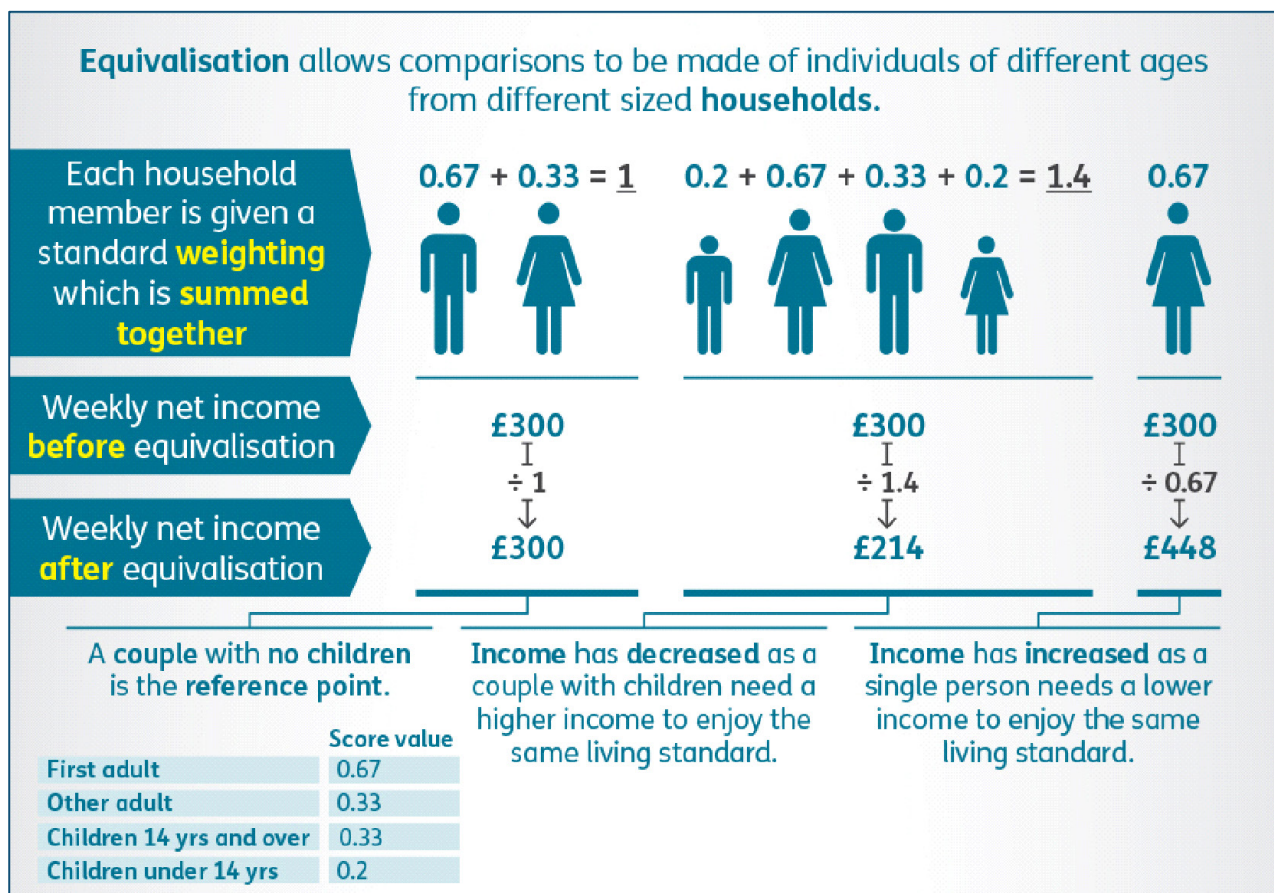 Equivalisation allows comparisons to be made of individuals of different ages
from different sized households.
Each household
member is given a
standard weighting
which is summed
together
0.67 + 0.33 = 1
0.2 + 0.67 + 0.33 + 0.2 = 1.4
0.67
Weekly net income
before equivalisation
£300
÷ 1
£300
÷ 1.4
£300
÷ 0.67
Weekly net income
after equivalisation
£300
£214
£448
A couple with no children
is the reference point.
Income has decreased as a
couple with children need a
higher income to enjoy the
same living standard.
Income has increased as a
single person needs a lower
income to enjoy the same
living standard.
Score value
First adult 0.67
Other adult 0.33
Children 14 yrs and over 0.33
Children under 14 yrs 0.2